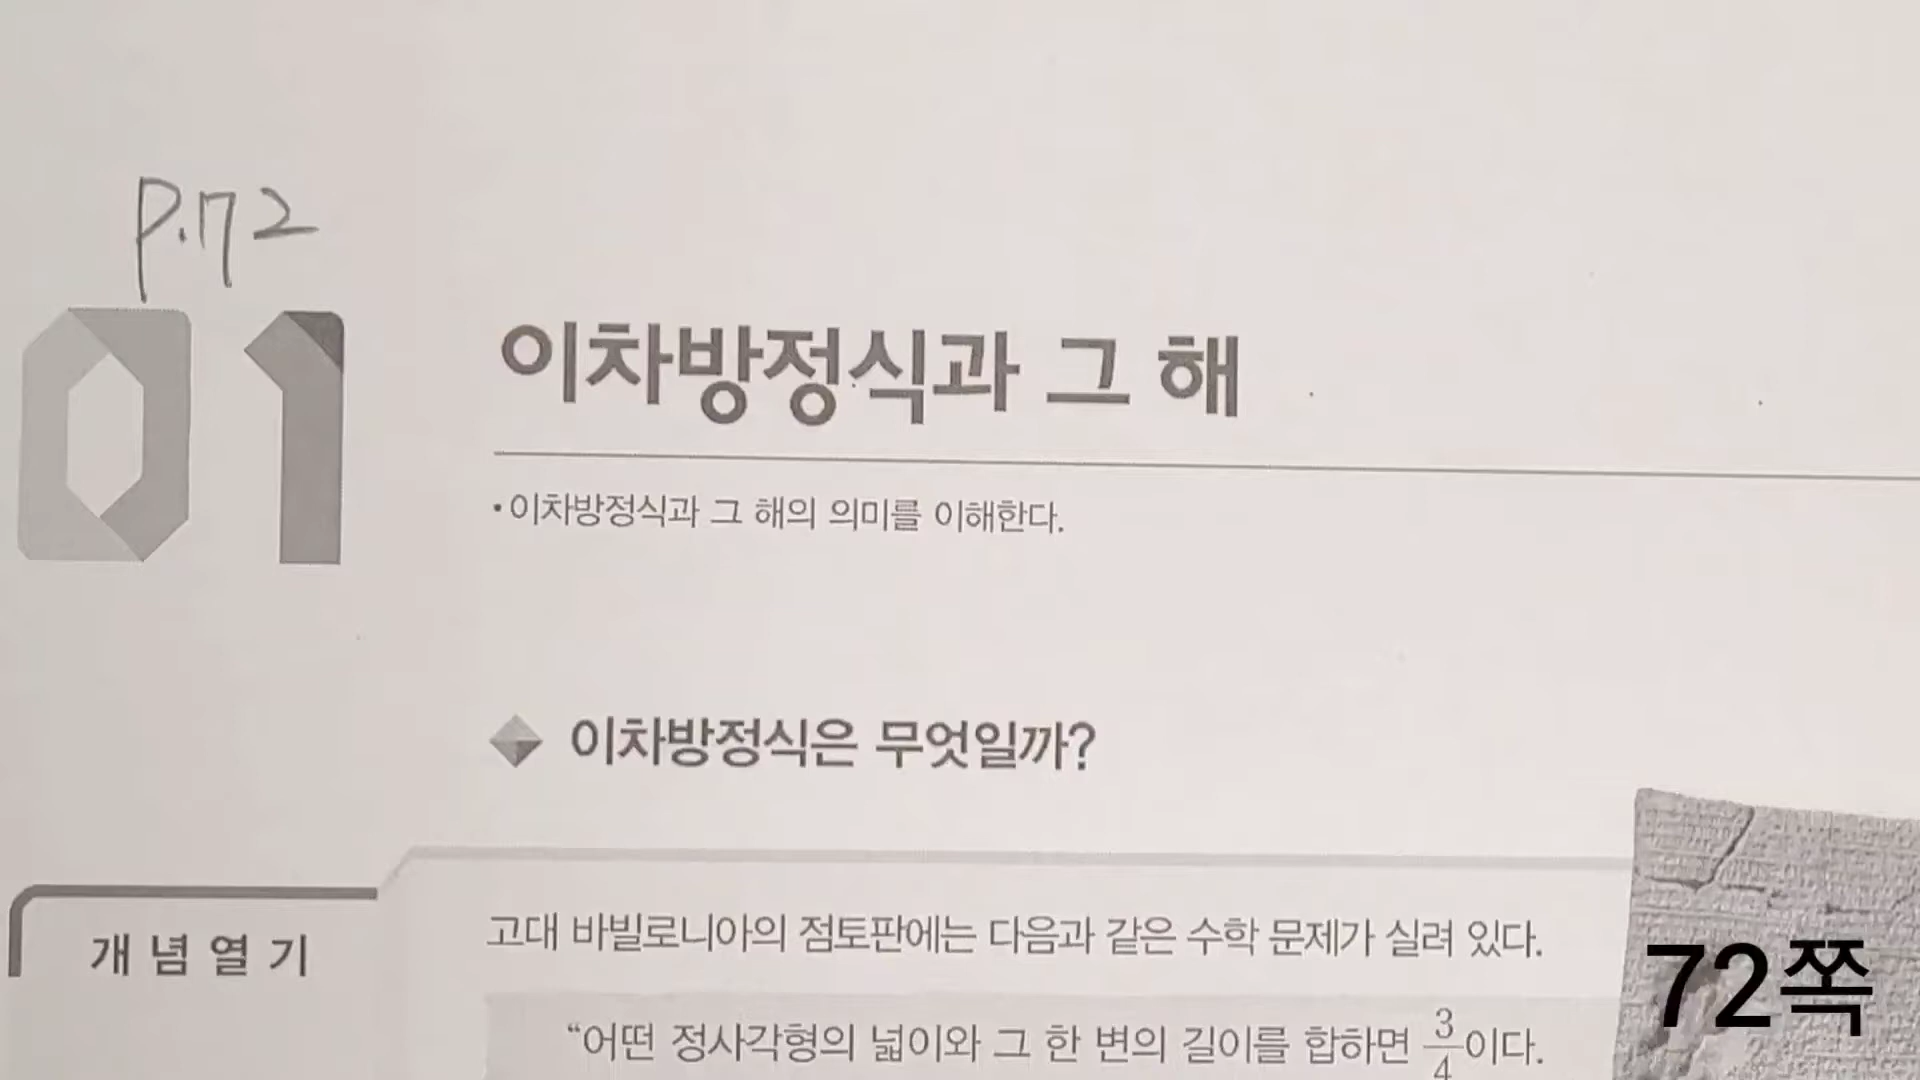 P.72
01
이차방정식과 그 해
• 이차방정식과 그 해의 의미를 이해한다.
이차방정식은 무엇일까?
개념열기
고대 바빌로니아의 점토판에는 다음과 같은 수학 문제가 실려 있다.
“어떤 정사각형의 넓이와 그 한 변의 길이를 합하면 3/4이다.
72쪽